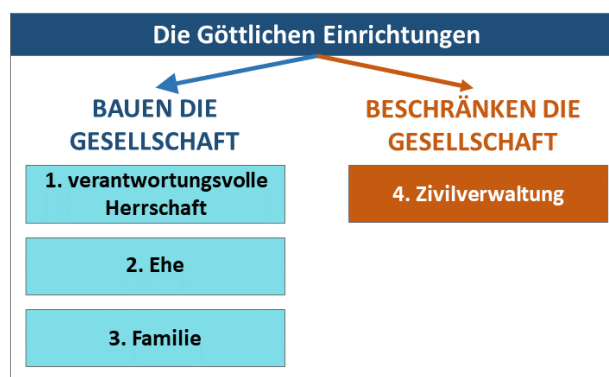 Die Göttlichen Einrichtungen
BAUEN DIE
GESELLSCHAFT
1. verantwortungsvolle
Herrschaft
2. Ehe
3. Familie
BESCHRÄNKEN DIE
GESELLSCHAFT
4. Zivilverwaltung